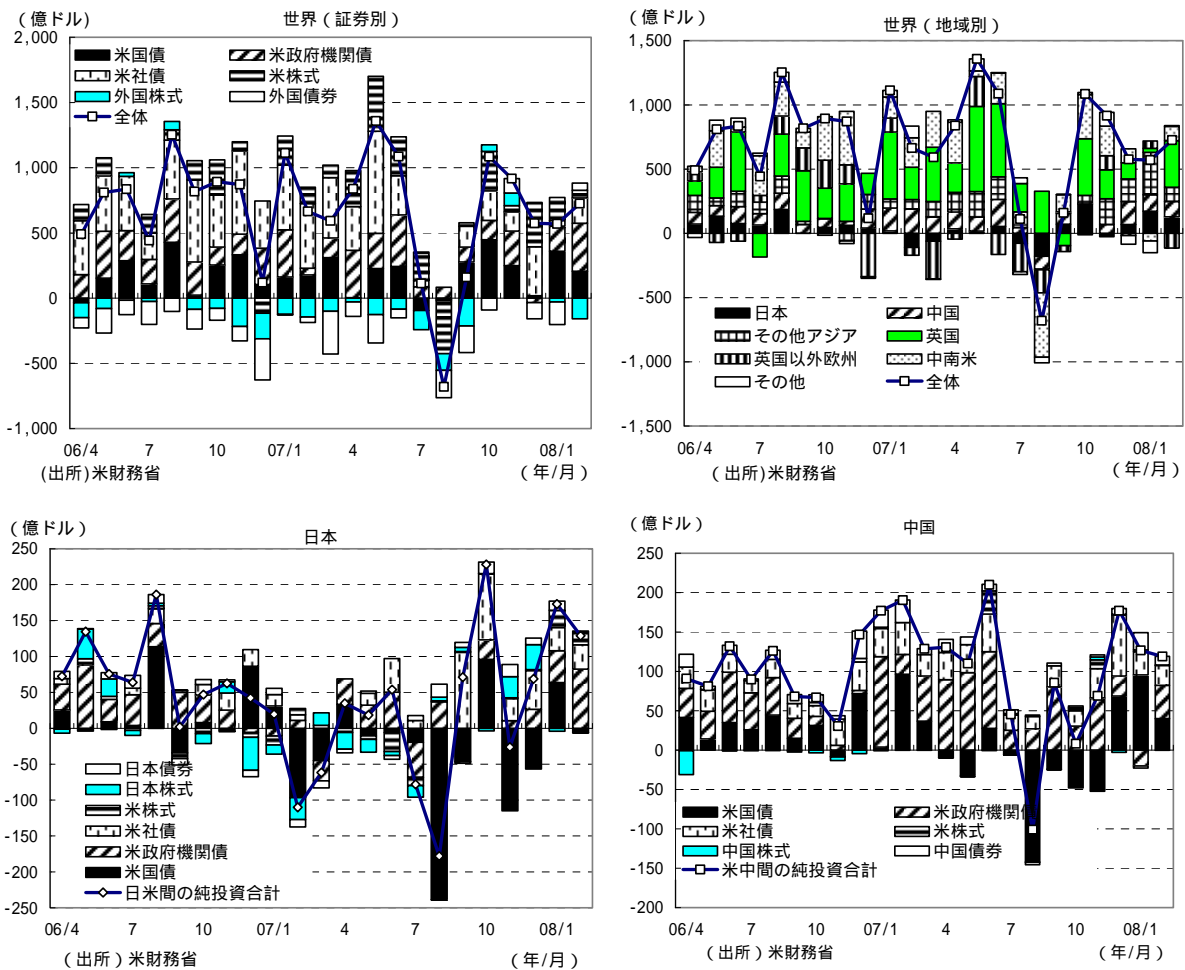 （億ドル）
世界（証券別）
2,000
1,500
1,000
500
0
-500
-1,000
米国債
米政府機関債
米社債
米株式
外国株式
外国債券
全体
06/4 7 10 07/1 4 7 10 08/1
(出所)米財務省
（年/月）
（億ドル）
世界（地域別）
1,500
1,000
500
0
-500
-1,000
-1,500
日本
中国
その他アジア
英国
英国以外欧州
中南米
その他
全体
06/4 7 10 07/1 4 7 10 08/1
(出所)米財務省
（年/月）
（億ドル）
日本
250
200
150
100
50
0
-50
-100
-150
-200
-250
日本債券
日本株式
米株式
米社債
米政府機関債
米国債
日米間の純投資合計
06/4 7 10 07/1 4 7 10 08/1
（出所）米財務省
（年/月）
（億ドル）
中国
250
200
150
100
50
0
-50
-100
-150
-200
米国債
米政府機関債
米社債
米株式
中国株式
中国債券
米中間の純投資合計
06/4 7 10 07/1 4 7 10 08/1
（出所）米財務省
（年/月）